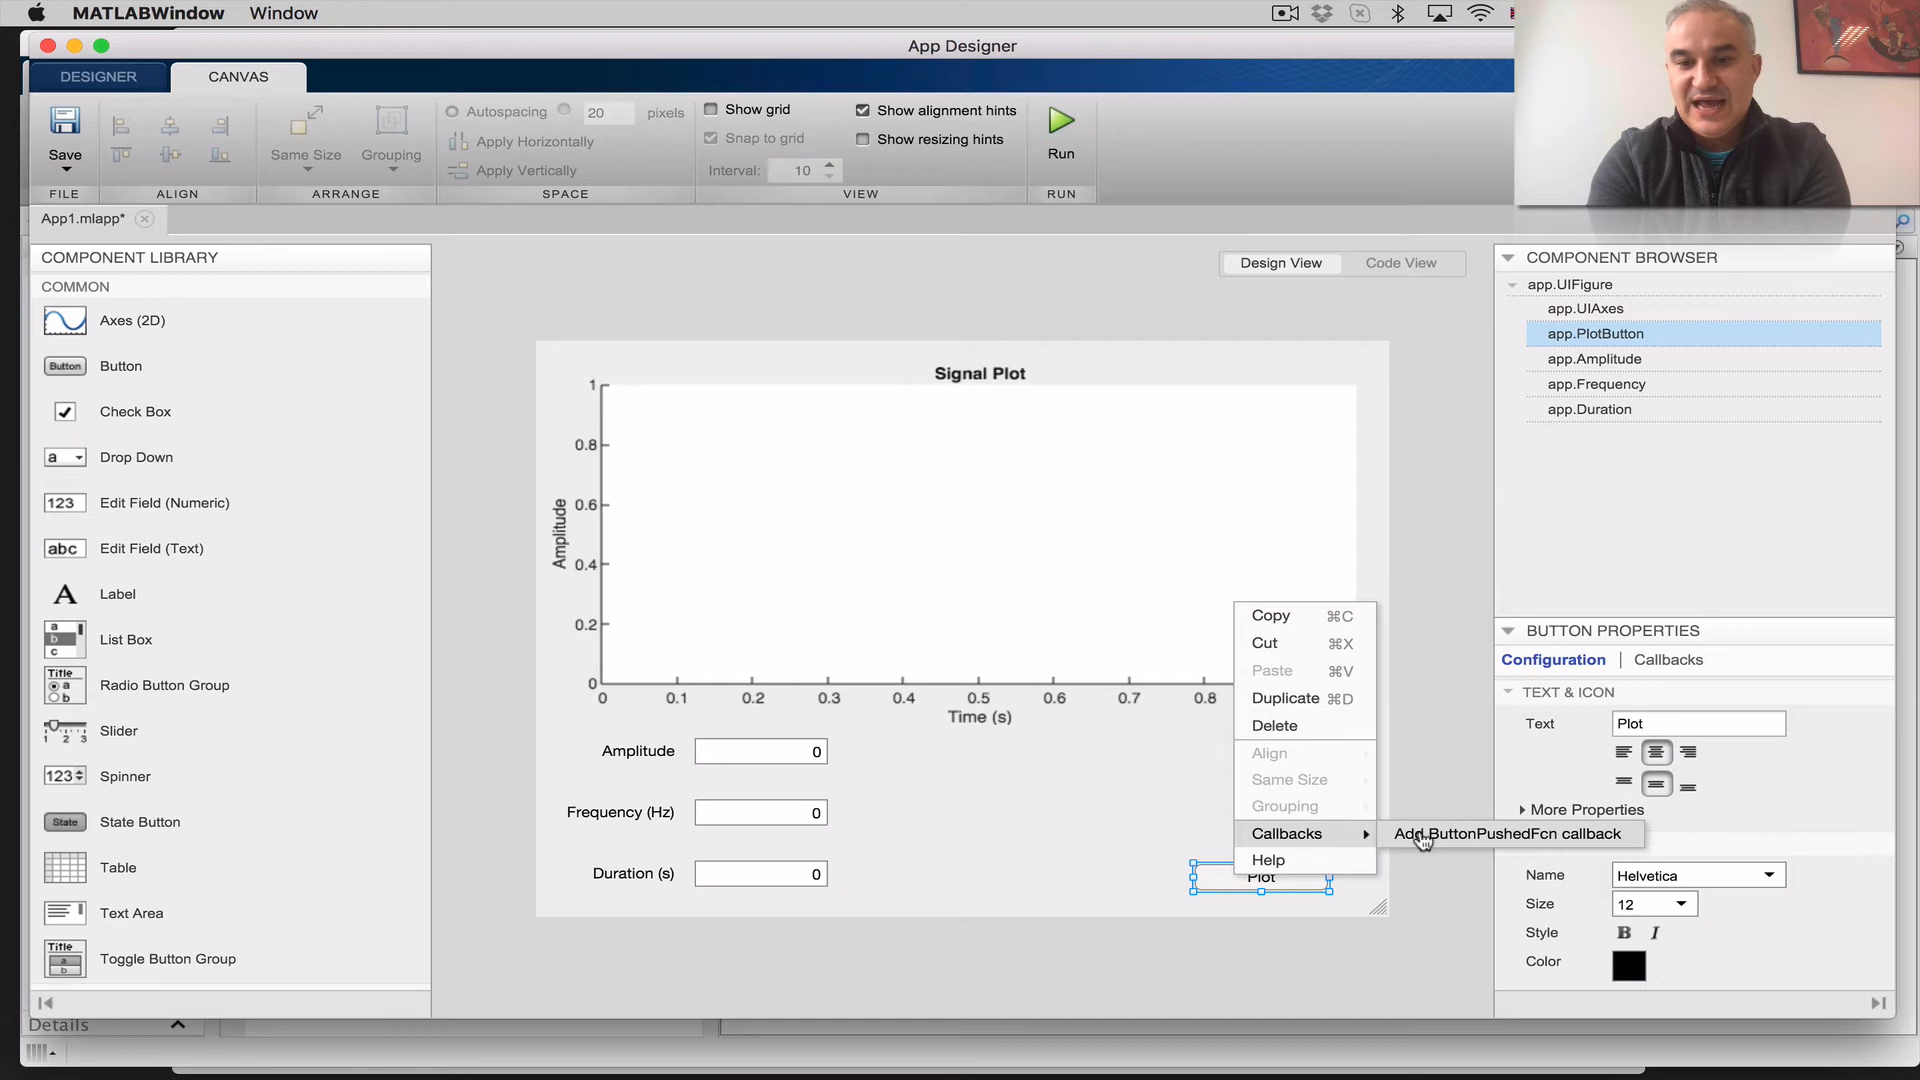 MATLABWindow Window
App Designer
DESIGNER CANVAS
Save
FILE
ALIGN
Same Size Grouping
ARRANGE
Autospacing 20 pixels
Apply Horizontally
Apply Vertically
SPACE
Show grid
Snap to grid
Interval: 10
Show alignment hints
Show resizing hints
VIEW
Run
RUN
App1.mlapp*
COMPONENT LIBRARY
COMMON
Axes (2D)
Button Button
Check Box
a Drop Down
123 Edit Field (Numeric)
abc Edit Field (Text)
A Label
a
b
c
List Box
Title
a
b
Radio Button Group
1 2 3
Slider
123 Spinner
State State Button
Table
Text Area
Title
a
b
Toggle Button Group
Details
Design View Code View
Signal Plot
1
0.8
0.6
0.4
0.2
0
Amplitude
0 0.1 0.2 0.3 0.4 0.5 0.6 0.7 0.8
Time (s)
Amplitude 0
Frequency (Hz) 0
Duration (s) 0
Plot
Copy ⌘C
Cut ⌘X
Paste ⌘V
Duplicate ⌘D
Delete
Align
Same Size
Grouping
Callbacks
Help
Add ButtonPushedFcn callback
COMPONENT BROWSER
app.UIFigure
app.UIAxes
app.PlotButton
app.Amplitude
app.Frequency
app.Duration
BUTTON PROPERTIES
Configuration | Callbacks
TEXT & ICON
Text Plot
More Properties
Name Helvetica
Size 12
Style B I
Color